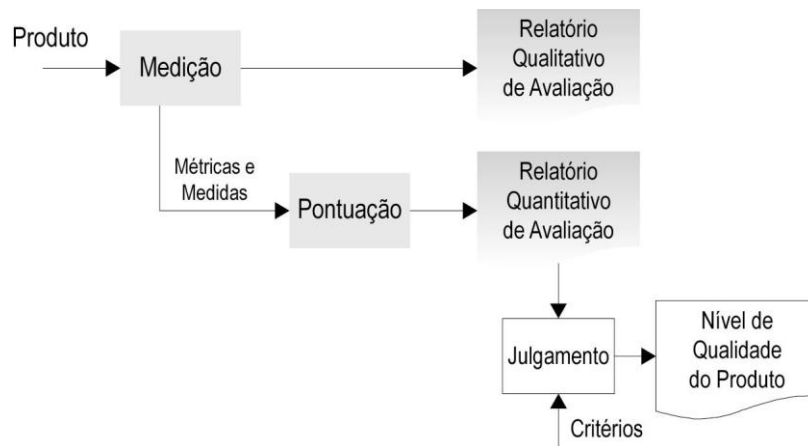 Produto
Medição
Relatório
Qualitativo
de Avaliação
Métricas e
Medidas
Pontuação
Relatório
Quantitativo
de Avaliação
Julgamento
Nível de
Qualidade
do Produto
Critérios